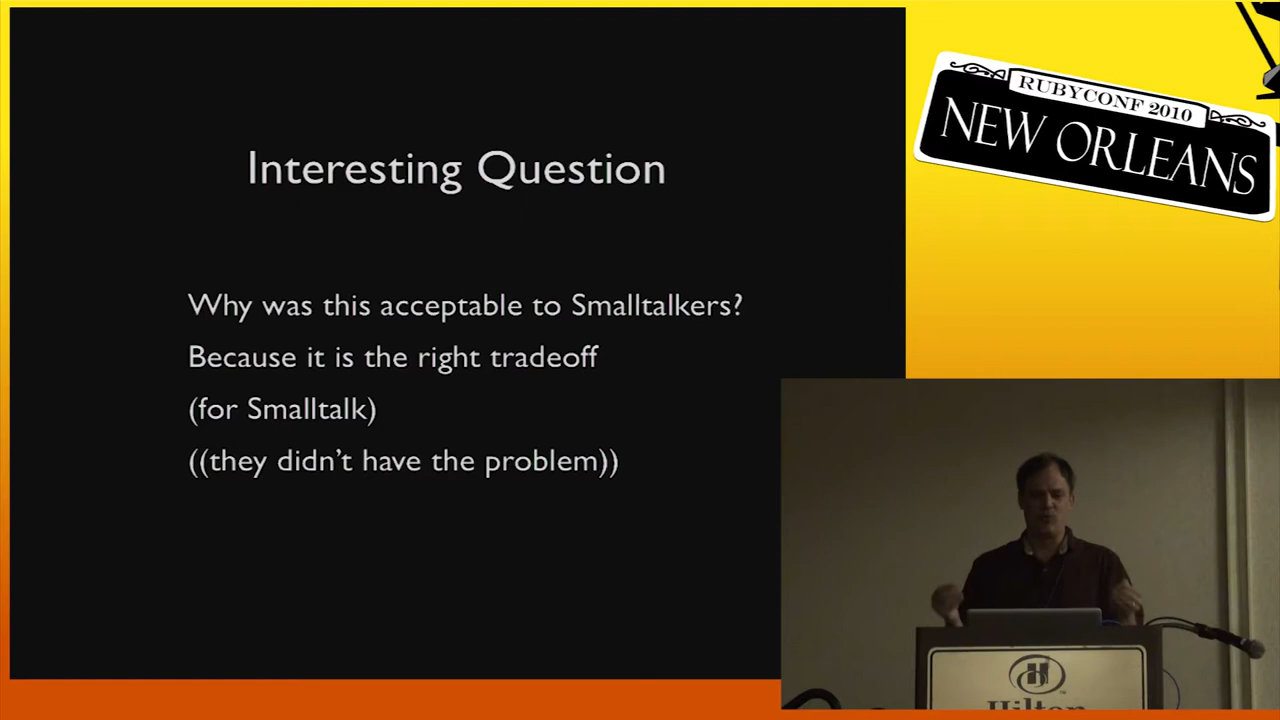 Interesting Question
Why was this acceptable to Smalltalkers?
Because it is the right tradeoff
(for Smalltalk)
((they didn't have the problem))
RUBYCONF 2010
NEW ORLEANS
Hilton